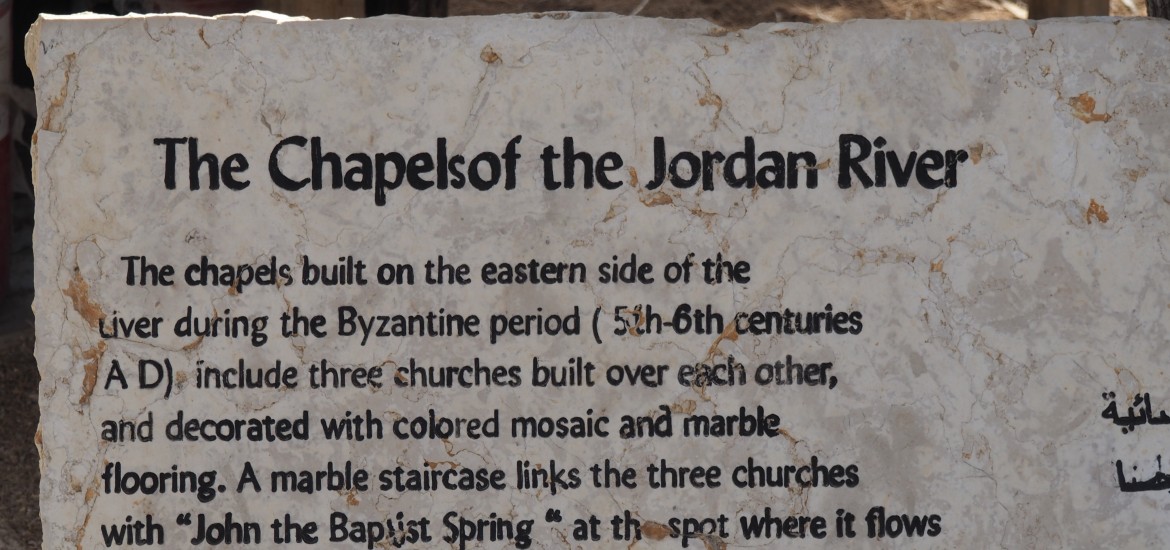 The Chapelsof the Jordan River
The chapels built on the eastern side of the
river during the Byzantine period ( 5th-6th centuries
A D), include three churches built over each other,
and decorated with colored mosaic and marble
flooring. A marble staircase links the three churches
with “John the Baptist Spring “ at the spot where it flows